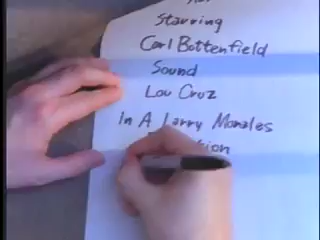 Starring
Carl Bottenfield
Sound
Lou Cruz
In A Larry Morales